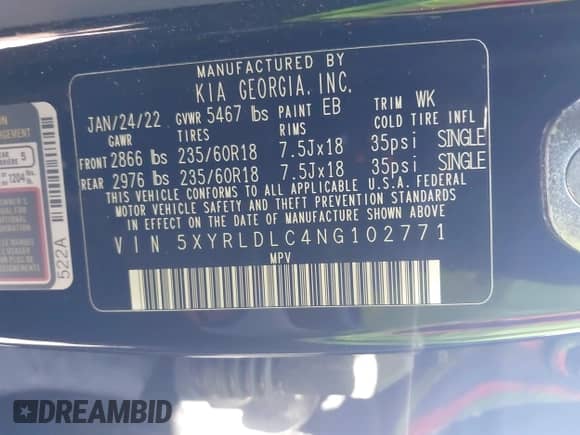 MANUFACTURED BY
KIA GEORGIA, INC.
JAN/24/22 GVWR 5467 lbs PAINT EB TRIM WK
GAWR TIRES RIMS COLD TIRE INFL
FRONT 2866 lbs 235/60R18 7.5Jx18 35psi SINGLE
REAR 2976 lbs 235/60R18 7.5Jx18 35psi SINGLE
THIS VEHICLE CONFORMS TO ALL APPLICABLE U.S.A. FEDERAL
MOTOR VEHICLE SAFETY AND THEFT PREVENTION STANDARDS
IN EFFECT ON THE DATE OF MANUFACTURE SHOWN ABOVE.
VIN 5XYRLDLC4NG102771
MPV
5
1204
522A
DREAMBID